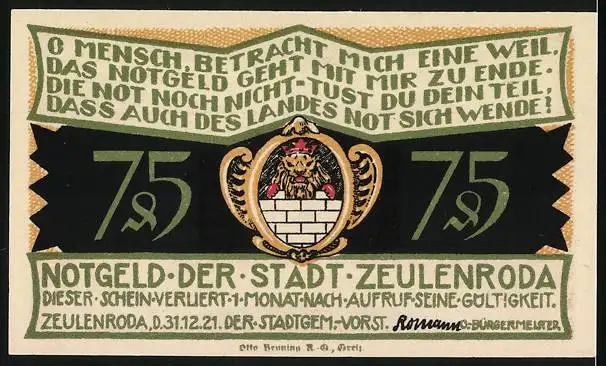 O MENSCH, BETRACHT MICH EINE WEIL,
DAS NOTGELD GEHT MIT MIR ZU ENDE.
DIE NOT NOCH NICHT-TUST DU DEIN TEIL,
DASS AUCH DES LANDES NOT SICH WENDE?
75 75
NOTGELD·DER·STADT·ZEULENRODA
DIESER·SCHEIN·VERLIERT·1·MONAT·NACH·AUFRUF·SEINE·GÜLTIGKEIT.
ZEULENRODA, D. 31.12.21. DER·STADTGEM.-VORST. Romann O.-BÜRGERMEISTER
Otto Bruning A.-G., Greiz.